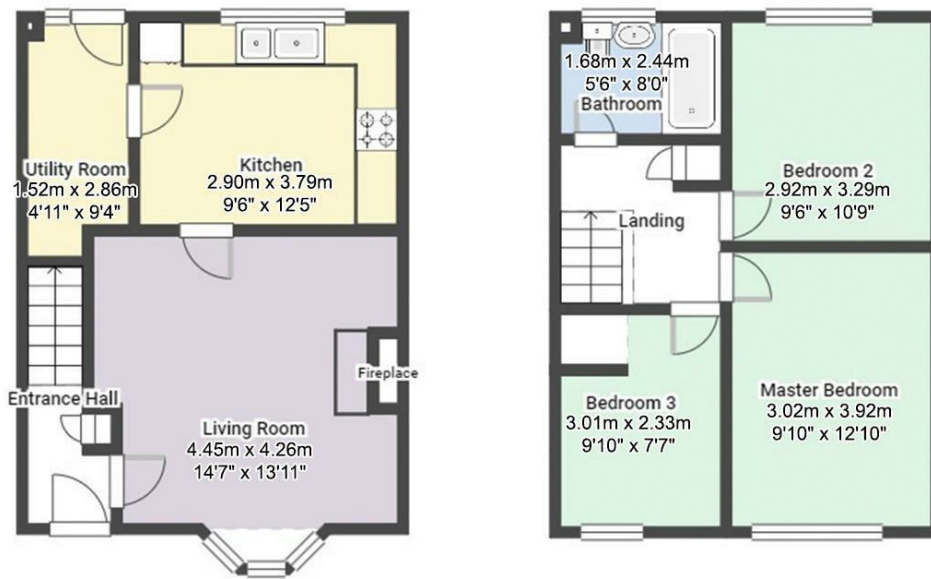 Utility Room
1.52m x 2.86m
4'11" x 9'4"
Kitchen
2.90m x 3.79m
9'6" x 12'5"
Entrance Hall
Fireplace
Living Room
4.45m x 4.26m
14'7" x 13'11"
1.68m x 2.44m
5'6" x 8'0"
Bathroom
Bedroom 2
2.92m x 3.29m
9'6" x 10'9"
Landing
Bedroom 3
3.01m x 2.33m
9'10" x 7'7"
Master Bedroom
3.02m x 3.92m
9'10" x 12'10"